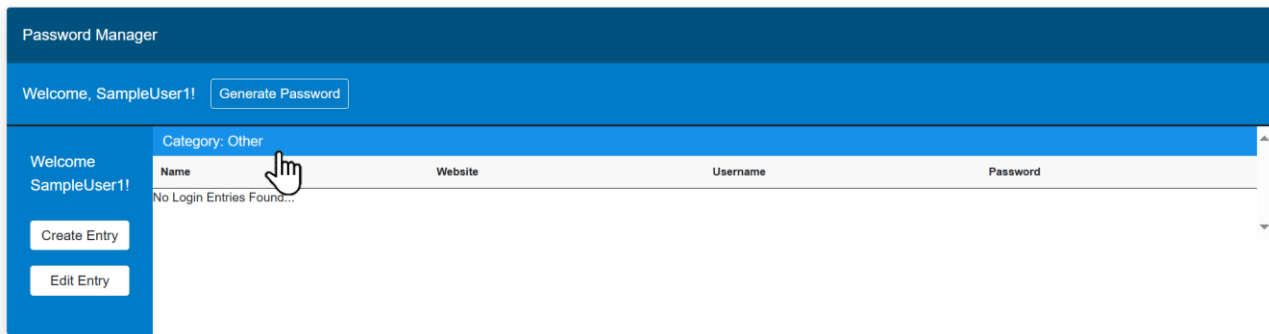 Password Manager
Welcome, SampleUser1! Generate Password
Category: Other
Welcome
SampleUser1!
Name Website Username Password
No Login Entries Found...
Create Entry
Edit Entry